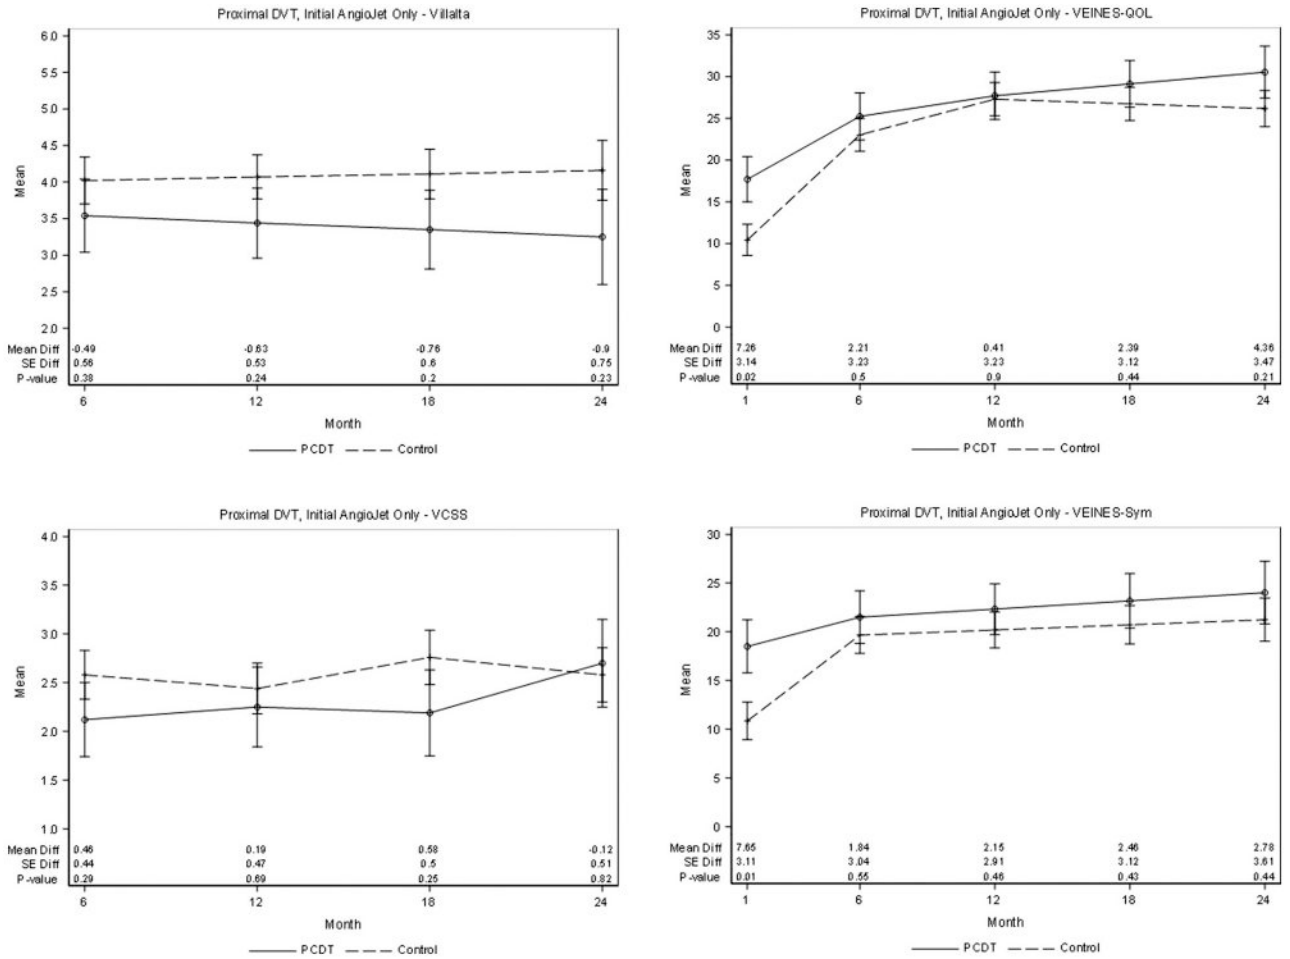 Proximal DVT, Initial AngioJet Only - Villalta
6.0
5.5
5.0
4.5
4.0
3.5
3.0
2.5
2.0
Mean
Mean Diff -0.49 -0.63 -0.76 -0.9
SE Diff 0.56 0.53 0.6 0.75
P-value 0.38 0.24 0.2 0.23
6 12 18 24
Month
PCDT Control
Proximal DVT, Initial AngioJet Only - VEINES-QOL
35
30
25
20
15
10
5
0
Mean
Mean Diff 7.26 2.21 0.41 2.39 4.36
SE Diff 3.14 3.23 3.23 3.12 3.47
P-value 0.02 0.5 0.9 0.44 0.21
1 6 12 18 24
Month
PCDT Control
Proximal DVT, Initial AngioJet Only - VCSS
4.0
3.5
3.0
2.5
2.0
1.5
1.0
Mean
Mean Diff 0.46 0.19 0.58 -0.12
SE Diff 0.44 0.47 0.5 0.51
P-value 0.29 0.69 0.25 0.82
6 12 18 24
Month
PCDT Control
Proximal DVT, Initial AngioJet Only - VEINES-Sym
30
25
20
15
10
5
0
Mean
Mean Diff 7.65 1.84 2.15 2.46 2.78
SE Diff 3.11 3.04 2.91 3.12 3.61
P-value 0.01 0.55 0.46 0.43 0.44
1 6 12 18 24
Month
PCDT Control